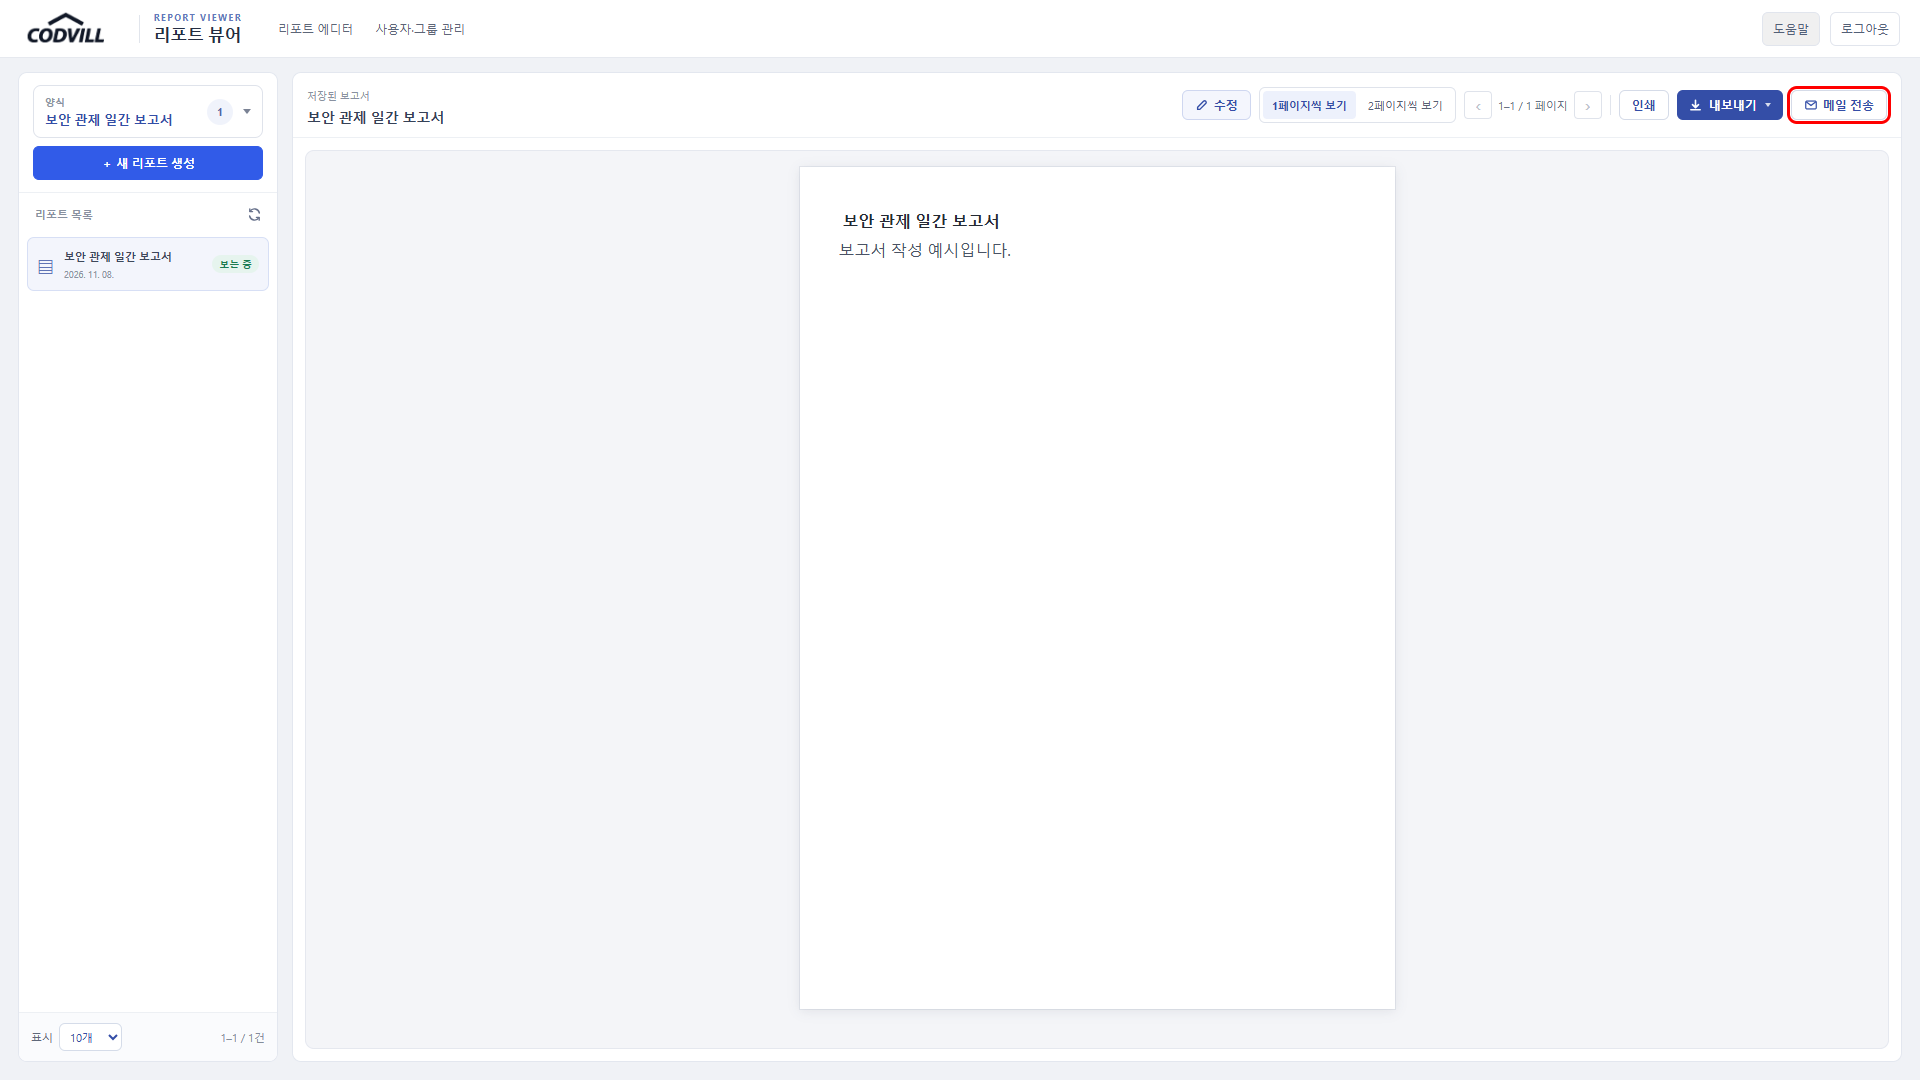 CODVILL
REPORT VIEWER
리포트 뷰어
리포트 에디터
사용자·그룹 관리
도움말
로그아웃
양식
보안 관제 일간 보고서
1
+ 새 리포트 생성
리포트 목록
보안 관제 일간 보고서
2026. 11. 08.
보는 중
표시
10개
1–1 / 1건
저장된 보고서
보안 관제 일간 보고서
수정
1페이지씩 보기
2페이지씩 보기
‹
1–1 / 1 페이지
›
인쇄
내보내기
메일 전송
보안 관제 일간 보고서
보고서 작성 예시입니다.